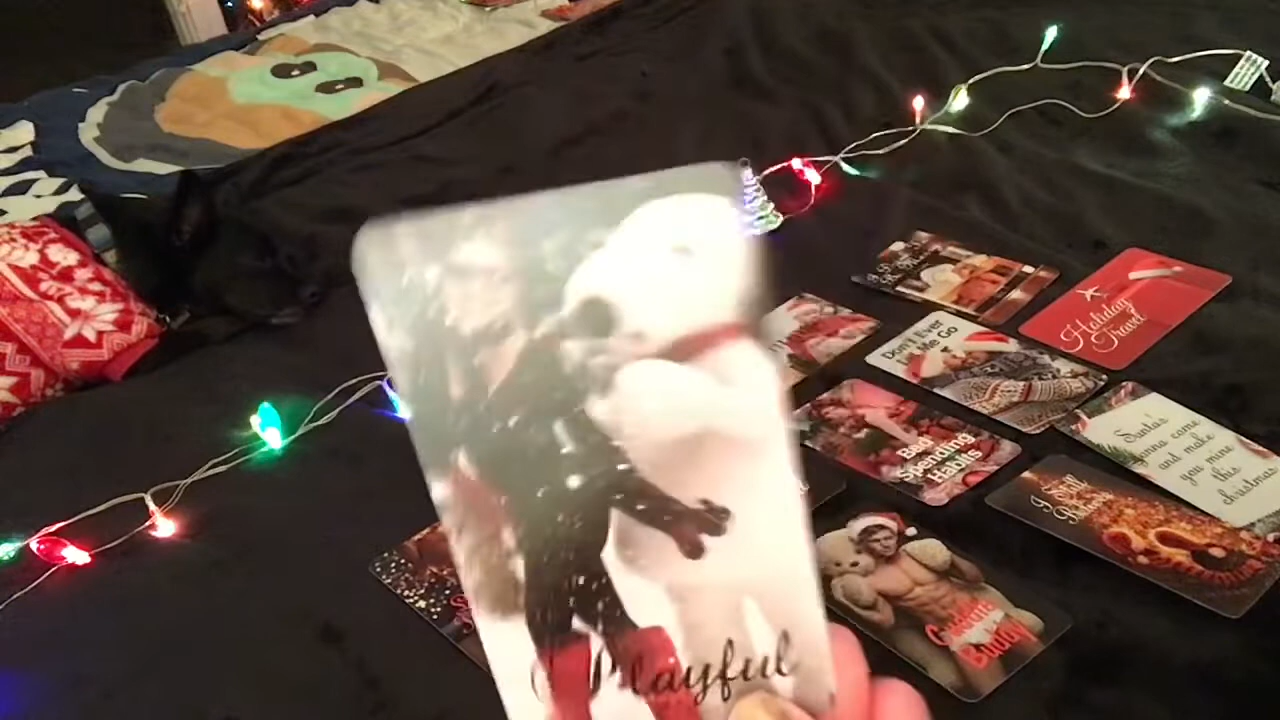 Holiday
Travel
Don't Ever
Me Go
Bad
Spending
Habits
Santa's
gonna come
and make
you mine
this
christmas
I Still
Believe
Cuddle
Buddy
Playful